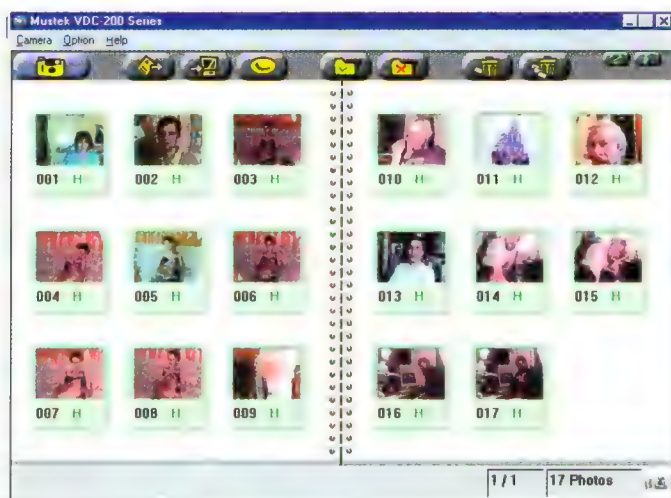 Mustek VDC-200 Series
Camera Option Help
001 H 002 H 003 H
010 H 011 H 012 H
004 H 005 H 006 H
013 H 014 H 015 H
007 H 008 H 009 H
016 H 017 H
1 / 1 17 Photos